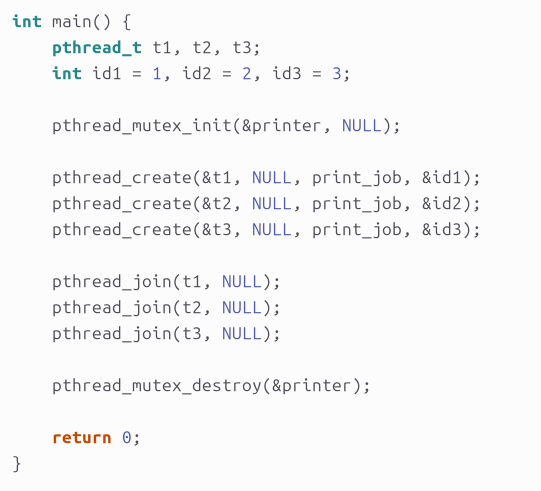 int main() {
    pthread_t t1, t2, t3;
    int id1 = 1, id2 = 2, id3 = 3;

    pthread_mutex_init(&printer, NULL);

    pthread_create(&t1, NULL, print_job, &id1);
    pthread_create(&t2, NULL, print_job, &id2);
    pthread_create(&t3, NULL, print_job, &id3);

    pthread_join(t1, NULL);
    pthread_join(t2, NULL);
    pthread_join(t3, NULL);

    pthread_mutex_destroy(&printer);

    return 0;
}